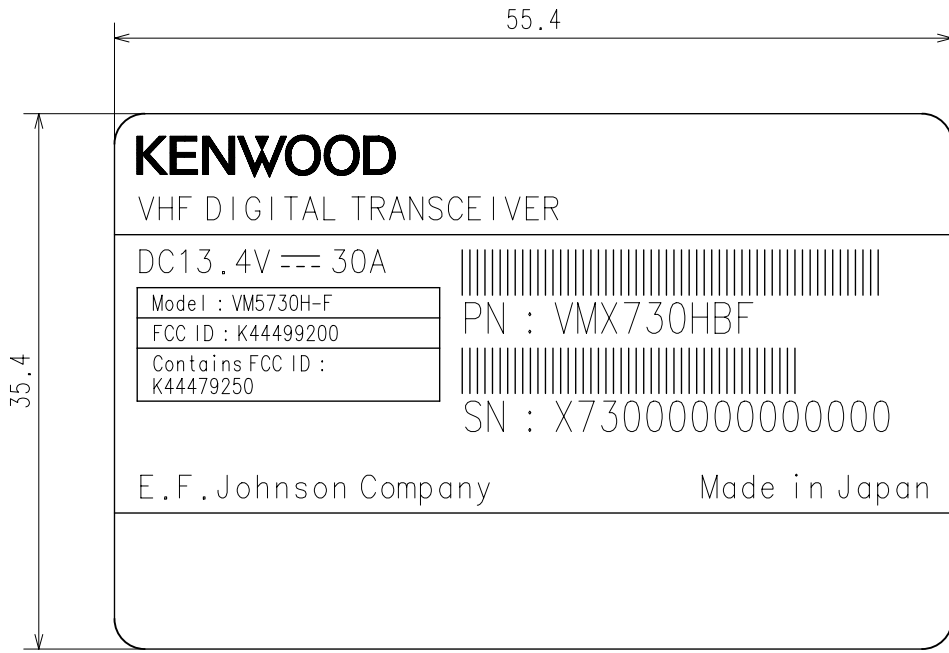 55.4
35.4
KENWOOD
VHF DIGITAL TRANSCEIVER
DC13.4V ⎓ 30A
Model : VM5730H-F
FCC ID : K44499200
Contains FCC ID :
K44479250
PN : VMX730HBF
SN : X73000000000000
E.F.Johnson Company
Made in Japan